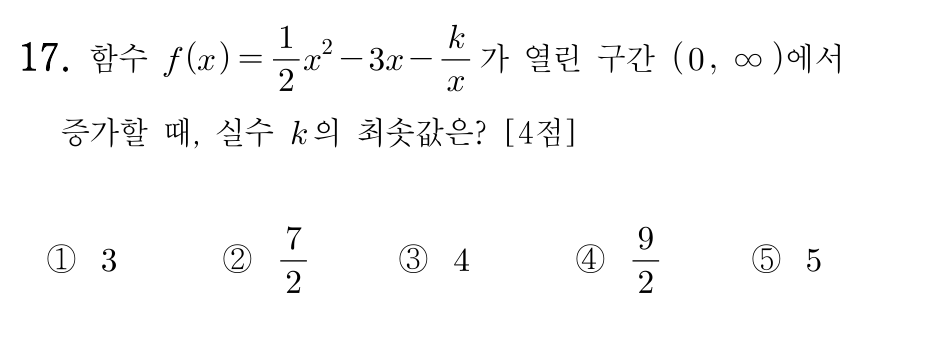 17. 함수 f(x)=\frac{1}{2}x^2-3x-\frac{k}{x}가 열린 구간 (0, ∞)에서
증가할 때, 실수 k의 최솟값은? [4점]
① 3 ② \frac{7}{2} ③ 4 ④ \frac{9}{2} ⑤ 5